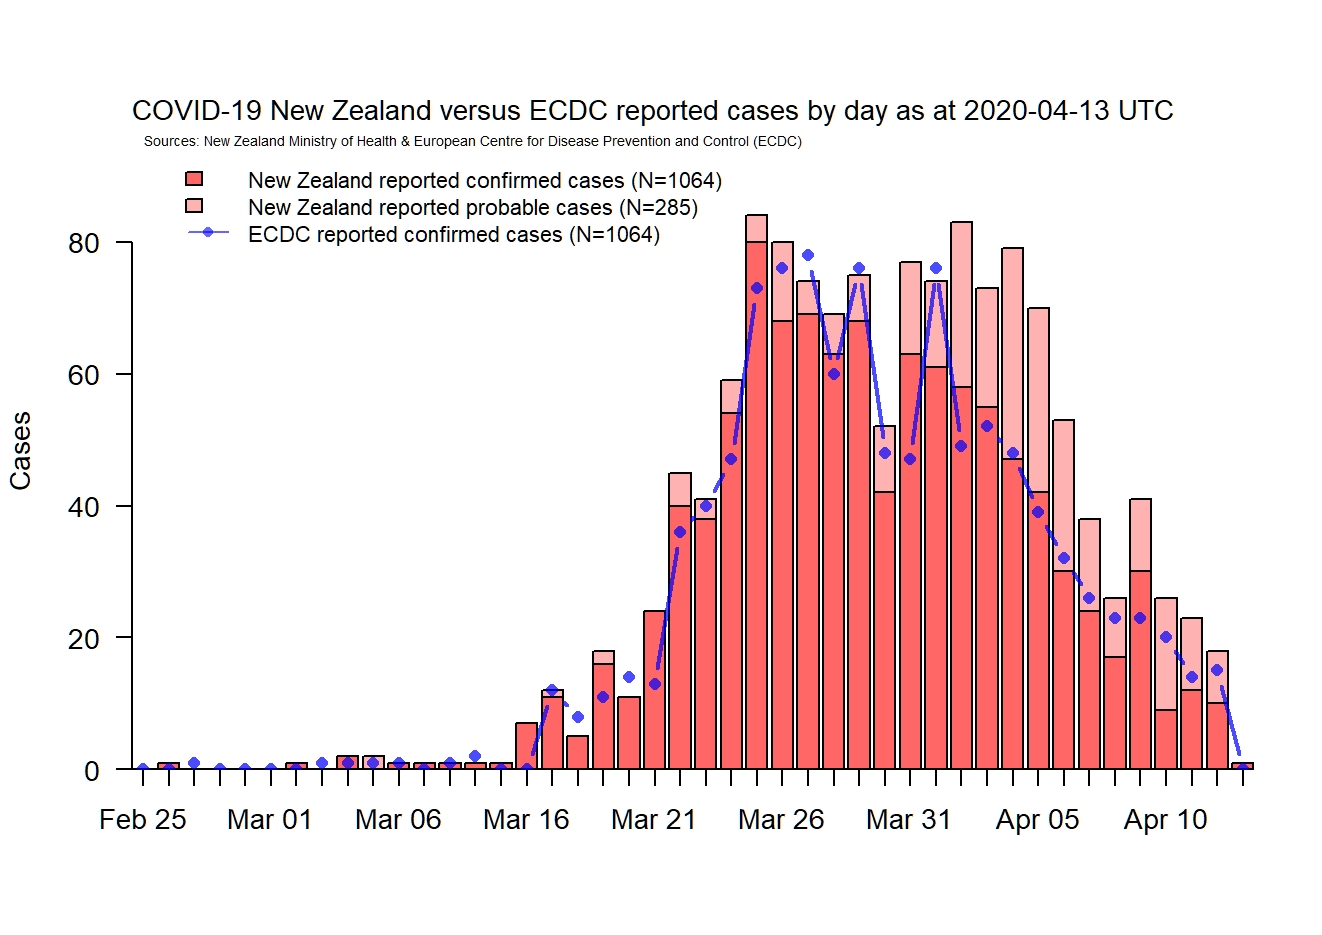 COVID-19 New Zealand versus ECDC reported cases by day as at 2020-04-13 UTC
Sources: New Zealand Ministry of Health & European Centre for Disease Prevention and Control (ECDC)
New Zealand reported confirmed cases (N=1064)
New Zealand reported probable cases (N=285)
ECDC reported confirmed cases (N=1064)
Cases
80
60
40
20
0
Feb 25 Mar 01 Mar 06 Mar 16 Mar 21 Mar 26 Mar 31 Apr 05 Apr 10